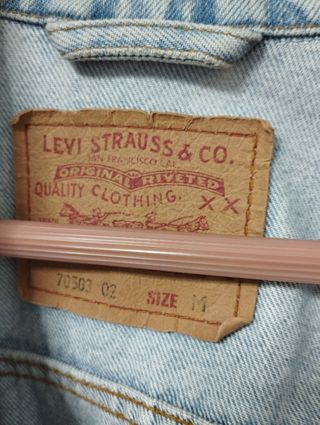 LEVI STRAUSS & CO.
SAN FRANCISCO CAL.
ORIGINAL RIVETED
QUALITY CLOTHING.
XX
70503 02 SIZE M